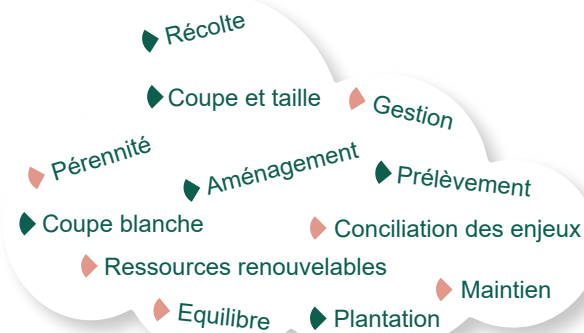 Récolte
Coupe et taille
Gestion
Pérennité
Aménagement
Prélèvement
Coupe blanche
Conciliation des enjeux
Ressources renouvelables
Maintien
Equilibre
Plantation